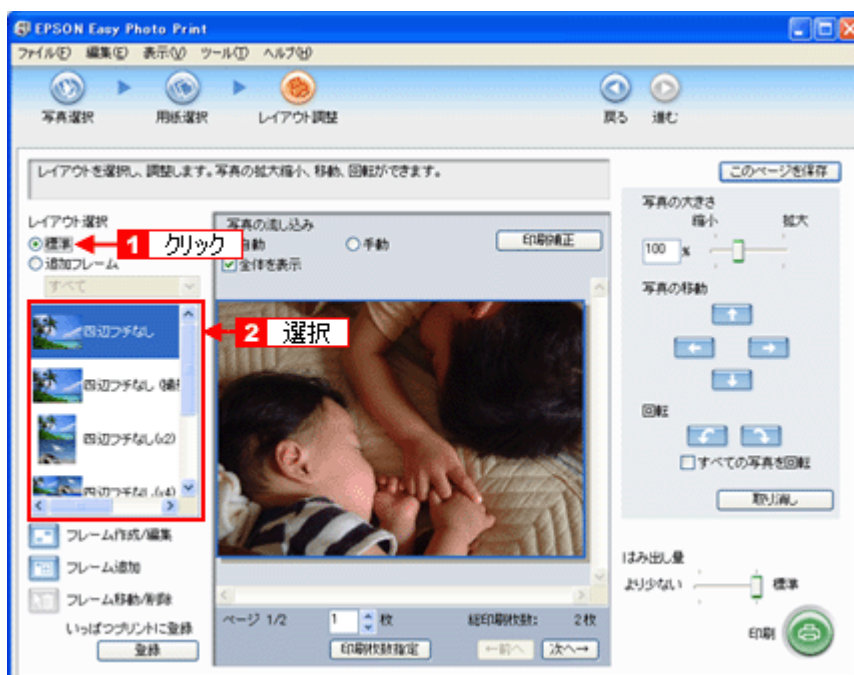 EPSON Easy Photo Print
ファイル(F) 編集(E) 表示(V) ツール(T) ヘルプ(H)
写真選択 用紙選択 レイアウト調整 戻る 進む
レイアウトを選択し、調整します。写真の拡大縮小、移動、回転ができます。
このページを保存
レイアウト選択
標準
1 クリック
追加フレーム
すべて
2 選択
四辺フチなし
四辺フチなし
四辺フチなし(x2)
四辺フチなし(x4)
フレーム作成/編集
フレーム追加
フレーム移動/削除
いっぱつプリントに登録
登録
写真の流し込み
自動 手動
印刷補正
全体を表示
ページ 1/2 1 枚 総印刷枚数: 2枚
印刷枚数指定 ←前へ 次へ→
写真の大きさ
縮小 拡大
100 %
写真の移動
回転
すべての写真を回転
取り消し
はみ出し量
より少ない 標準
印刷